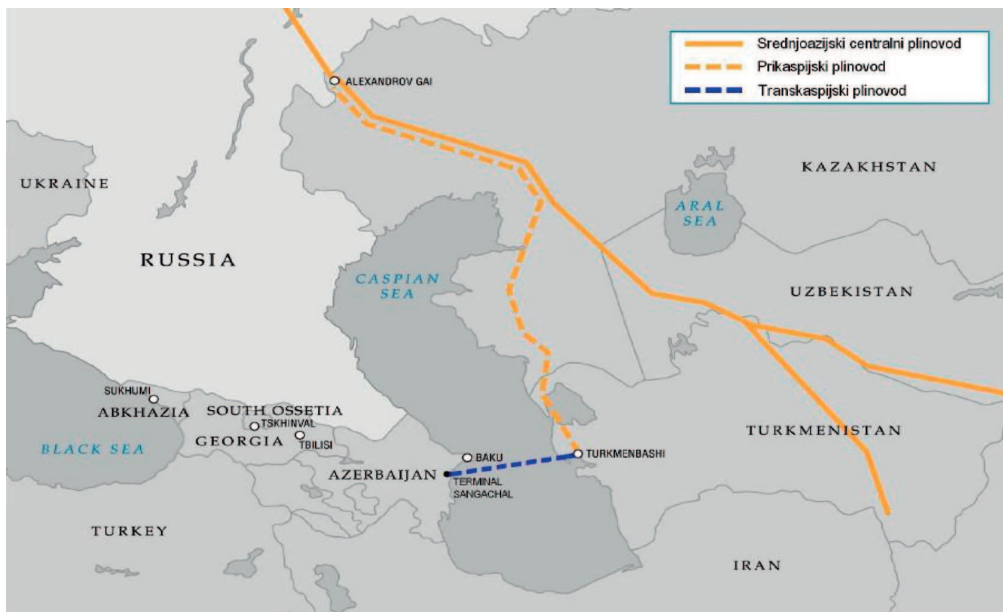 Srednjoazijski centralni plinovod
Prikaspijski plinovod
Transkaspijski plinovod
ALEXANDROV GAI
KAZAKHSTAN
UKRAINE
ARAL
SEA
RUSSIA
CASPIAN
SEA
UZBEKISTAN
SUKHUMI
ABKHAZIA
SOUTH OSSETIA
TSKHINVAL
GEORGIA
TBILISI
BLACK SEA
TURKMENISTAN
BAKU
TURKMENBASHI
AZERBAIJAN
TERMINAL
SANGACHAL
TURKEY
IRAN